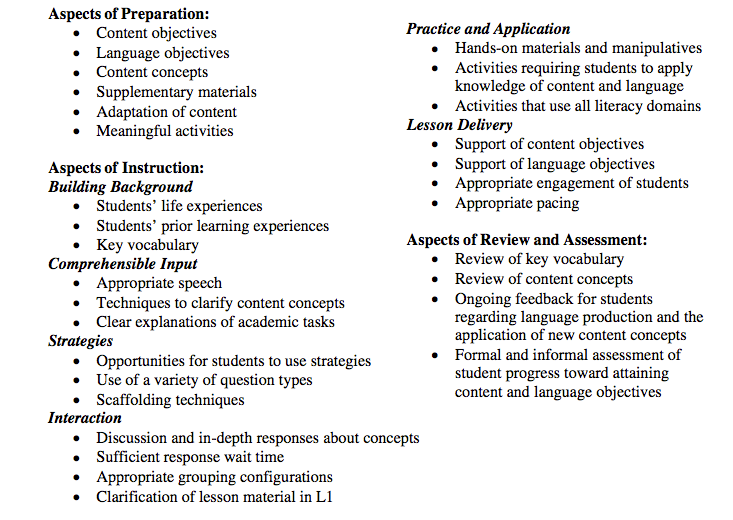 Aspects of Preparation:
• Content objectives
• Language objectives
• Content concepts
• Supplementary materials
• Adaptation of content
• Meaningful activities
Aspects of Instruction:
Building Background
• Students’ life experiences
• Students’ prior learning experiences
• Key vocabulary
Comprehensible Input
• Appropriate speech
• Techniques to clarify content concepts
• Clear explanations of academic tasks
Strategies
• Opportunities for students to use strategies
• Use of a variety of question types
• Scaffolding techniques
Interaction
• Discussion and in-depth responses about concepts
• Sufficient response wait time
• Appropriate grouping configurations
• Clarification of lesson material in L1
Practice and Application
• Hands-on materials and manipulatives
• Activities requiring students to apply
knowledge of content and language
• Activities that use all literacy domains
Lesson Delivery
• Support of content objectives
• Support of language objectives
• Appropriate engagement of students
• Appropriate pacing
Aspects of Review and Assessment:
• Review of key vocabulary
• Review of content concepts
• Ongoing feedback for students
regarding language production and the
application of new content concepts
• Formal and informal assessment of
student progress toward attaining
content and language objectives